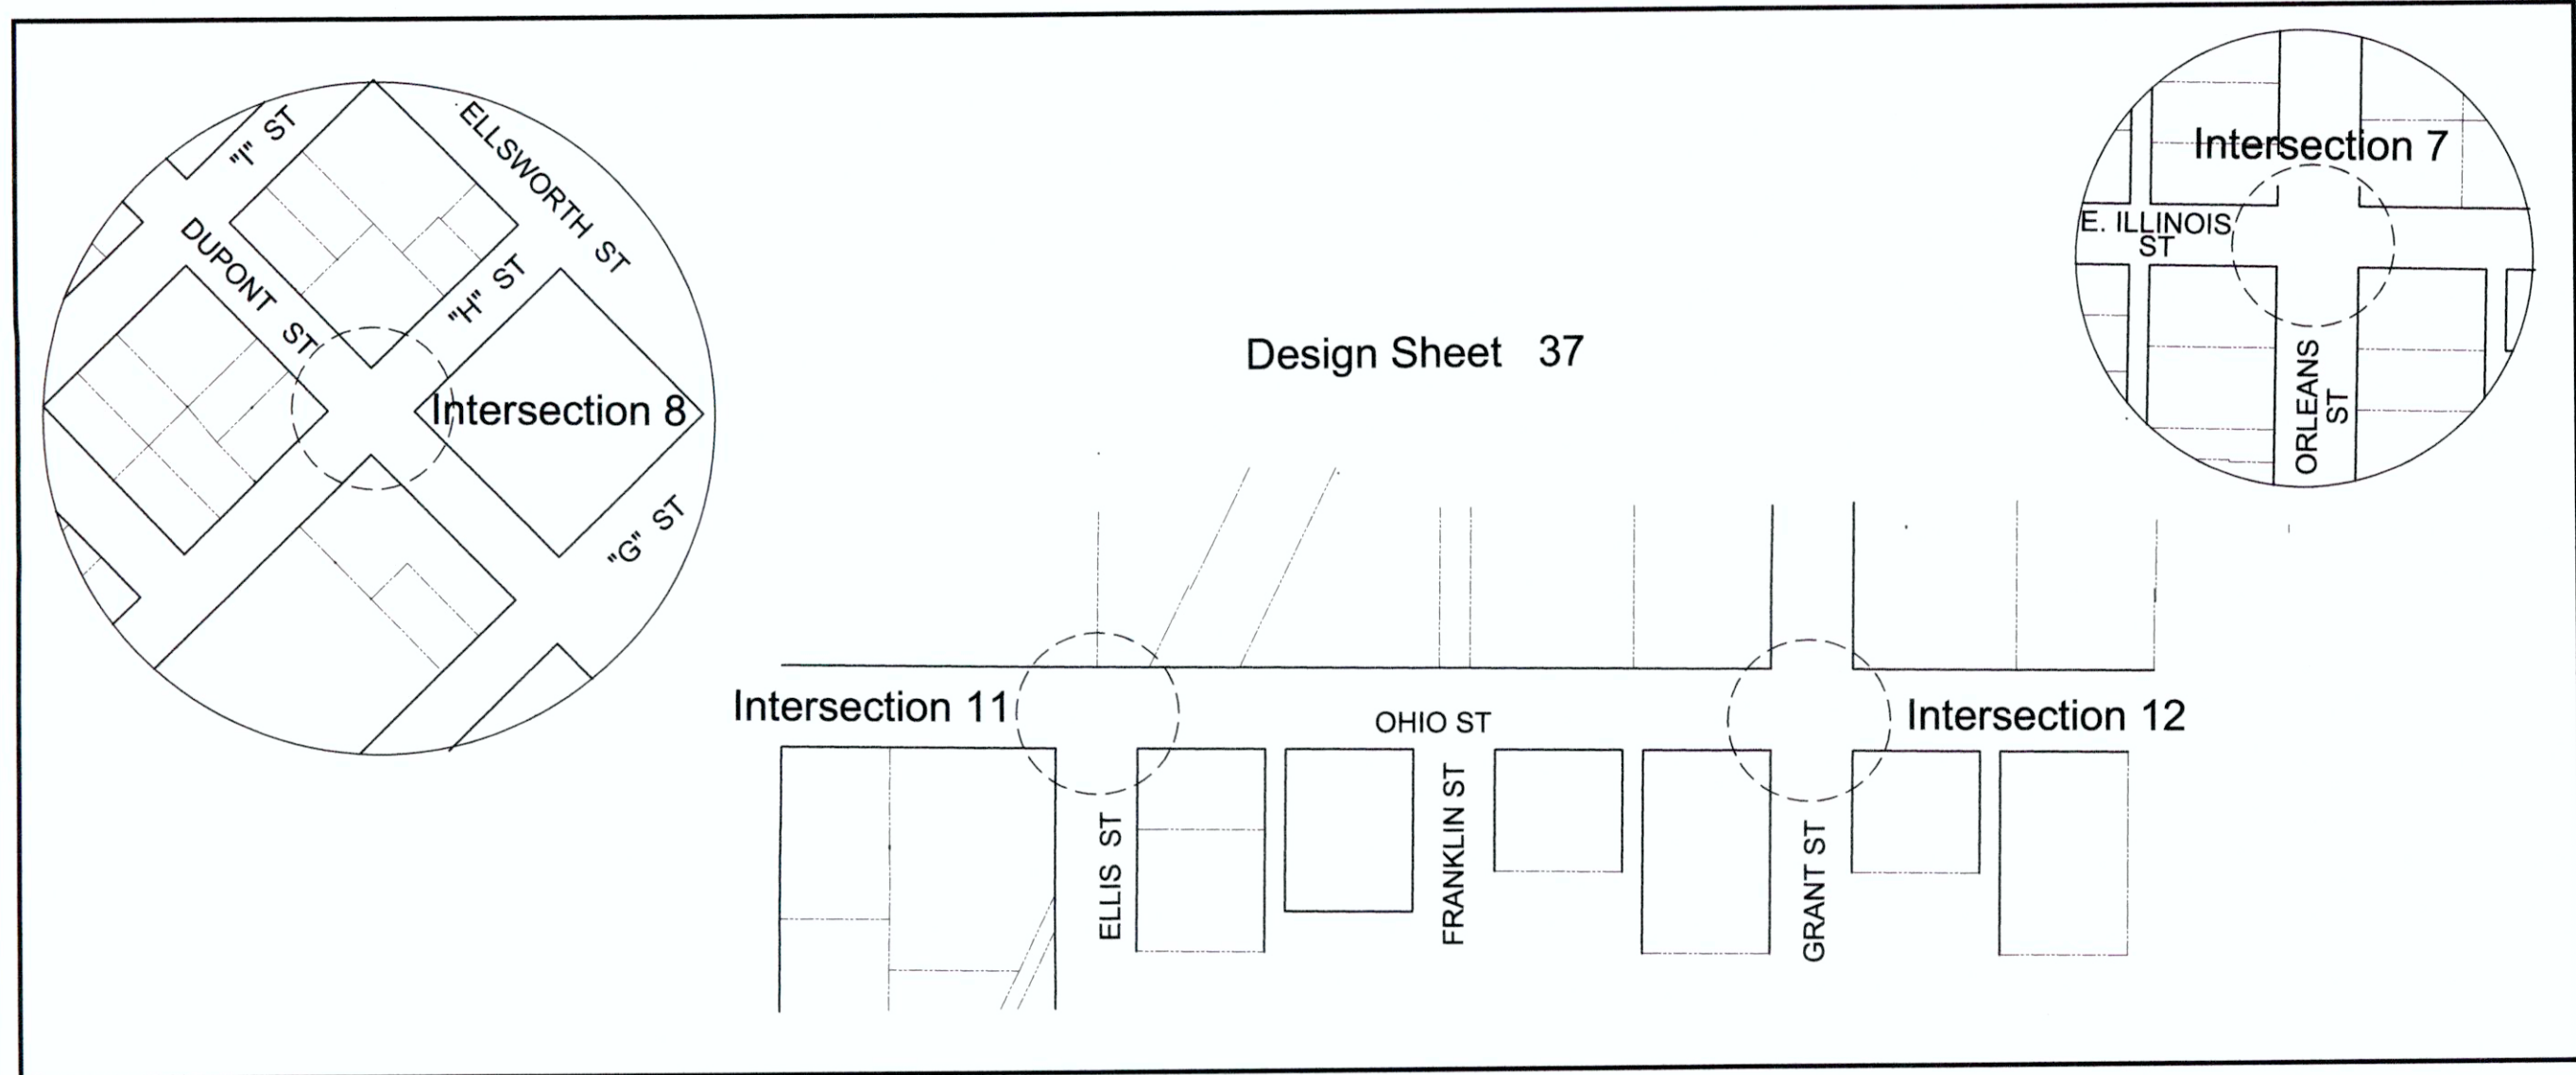 "I" ST
ELLSWORTH ST
DUPONT ST
"H" ST
Intersection 8
"G" ST
Design Sheet 37
Intersection 7
E. ILLINOIS
ST
ORLEANS
ST
Intersection 11
OHIO ST
Intersection 12
ELLIS ST
FRANKLIN ST
GRANT ST